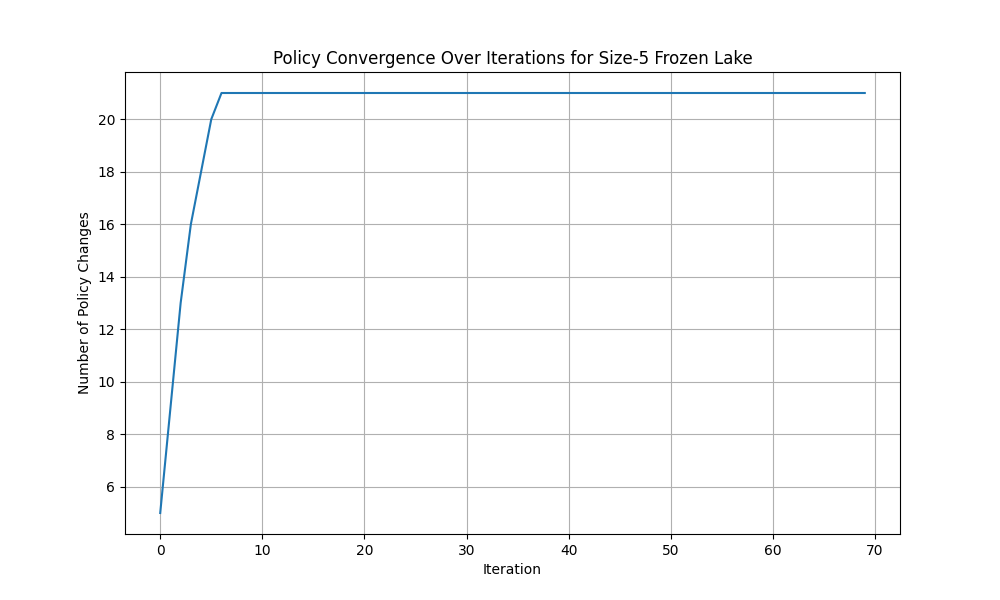 Policy Convergence Over Iterations for Size-5 Frozen Lake
Number of Policy Changes
20
18
16
14
12
10
8
6
0 10 20 30 40 50 60 70
Iteration